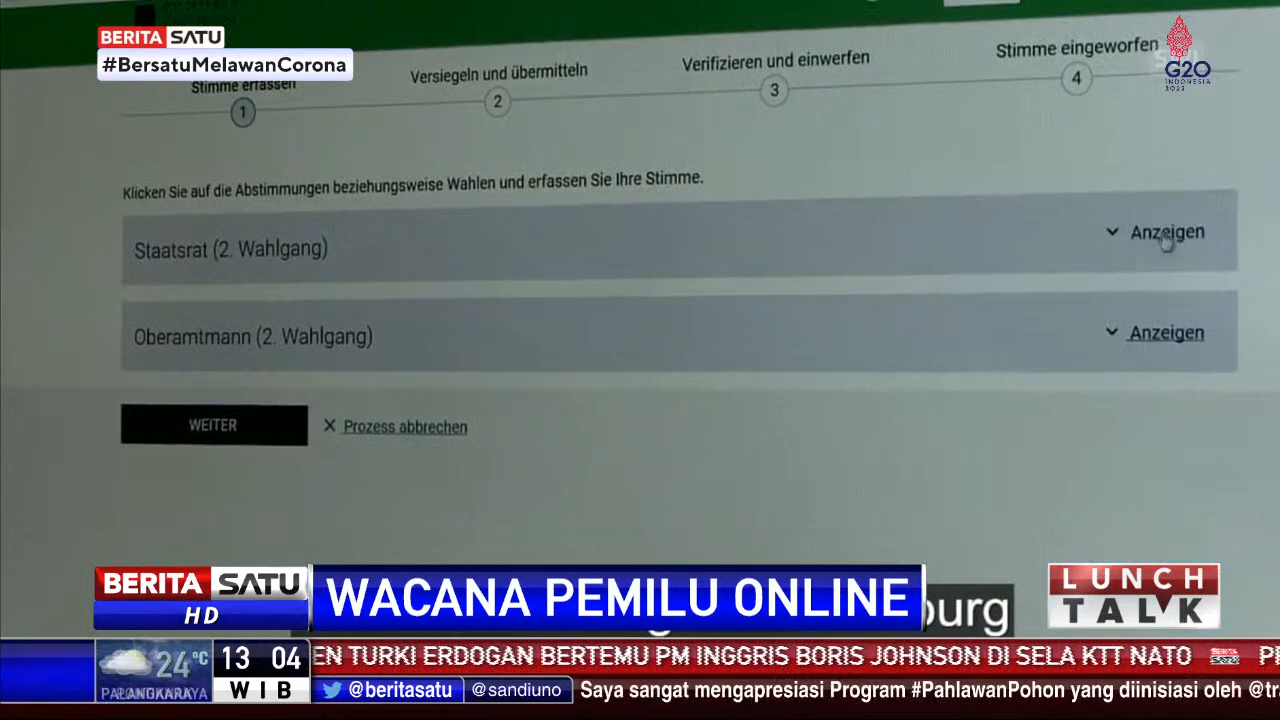 BERITA SATU
#BersatuMelawanCorona
G20
INDONESIA
2022
Stimme erfassen
1
Versiegeln und übermitteln
2
Verifizieren und einwerfen
3
Stimme eingeworfen
4
Klicken Sie auf die Abstimmungen beziehungsweise Wahlen und erfassen Sie Ihre Stimme.
Staatsrat (2. Wahlgang)
Anzeigen
Oberamtmann (2. Wahlgang)
Anzeigen
WEITER
Prozess abbrechen
BERITA SATU
HD
WACANA PEMILU ONLINE
LUNCH
TALK
24°C
PALANGKARAYA
13 04
WIB
TURKI ERDOGAN BERTEMU PM INGGRIS BORIS JOHNSON DI SELA KTT NATO
@beritasatu
@sandiuno
Saya sangat mengapresiasi Program #PahlawanPohon yang diinisiasi oleh